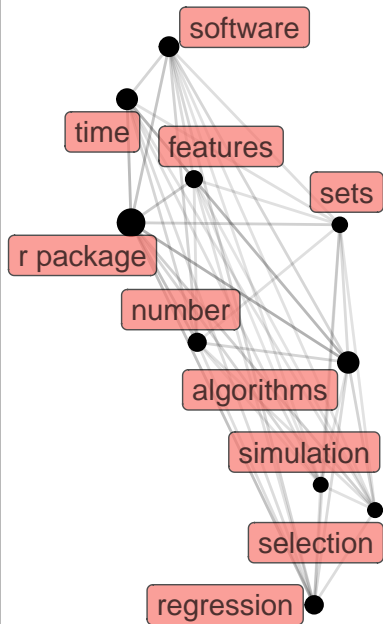 software
time
features
sets
r package
number
algorithms
simulation
selection
regression